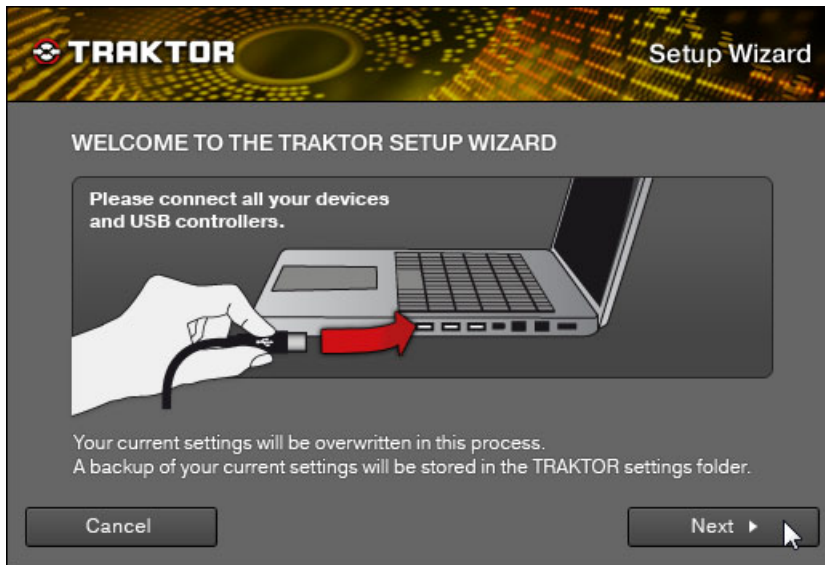 TRAKTOR
Setup Wizard
WELCOME TO THE TRAKTOR SETUP WIZARD
Please connect all your devices
and USB controllers.
Your current settings will be overwritten in this process.
A backup of your current settings will be stored in the TRAKTOR settings folder.
Cancel
Next